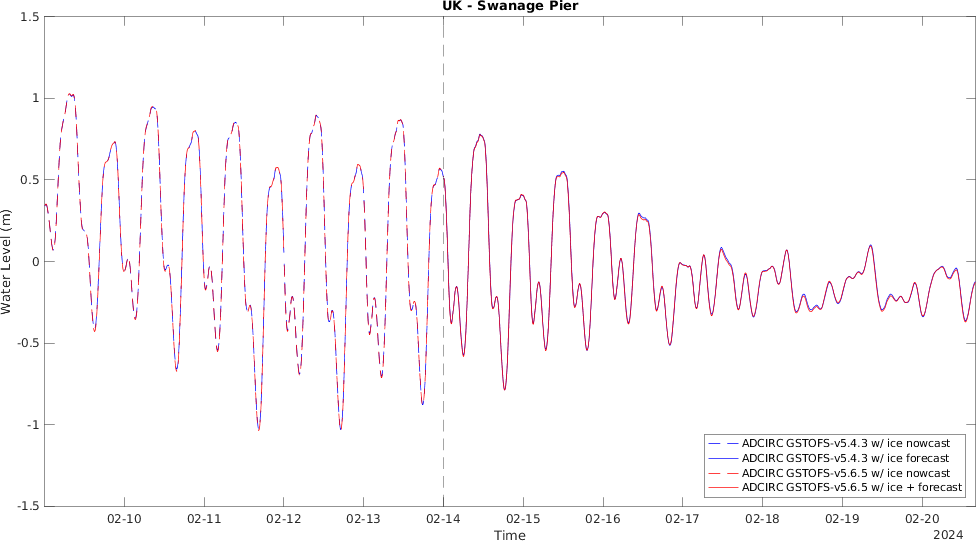 UK - Swanage Pier
1.5
1
0.5
0
-0.5
-1
-1.5
Water Level (m)
02-10 02-11 02-12 02-13 02-14 02-15 02-16 02-17 02-18 02-19 02-20
Time
2024
ADCIRC GSTOFS-v5.4.3 w/ ice nowcast
ADCIRC GSTOFS-v5.4.3 w/ ice forecast
ADCIRC GSTOFS-v5.6.5 w/ ice nowcast
ADCIRC GSTOFS-v5.6.5 w/ ice + forecast